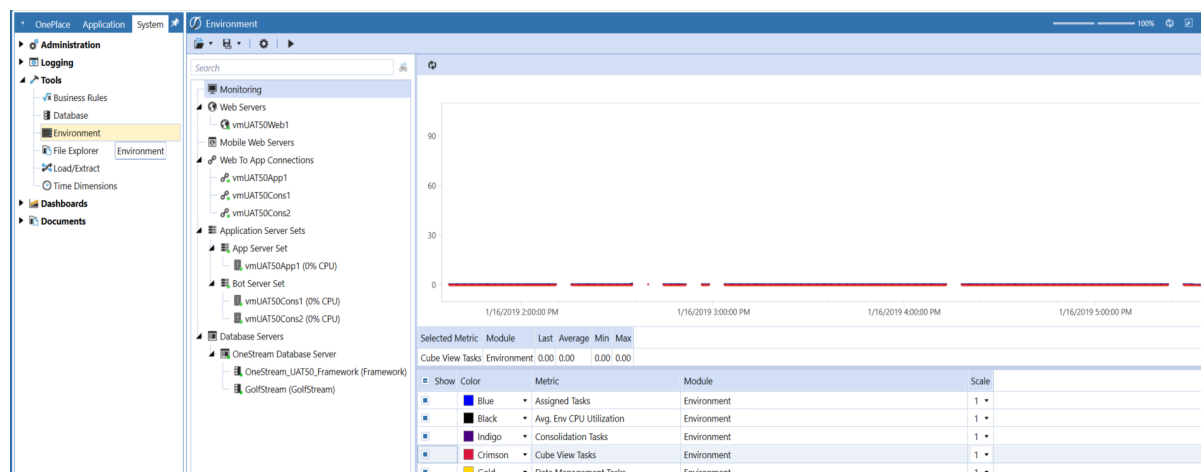 OnePlace Application System
Environment
100%
Administration
Logging
Tools
Business Rules
Database
Environment
File Explorer
Environment
Load/Extract
Time Dimensions
Dashboards
Documents
Search
Monitoring
Web Servers
vmUAT50Web1
Mobile Web Servers
Web To App Connections
vmUAT50App1
vmUAT50Cons1
vmUAT50Cons2
Application Server Sets
App Server Set
vmUAT50App1 (0% CPU)
Bot Server Set
vmUAT50Cons1 (0% CPU)
vmUAT50Cons2 (0% CPU)
Database Servers
OneStream Database Server
OneStream_UAT50_Framework (Framework)
GolfStream (GolfStream)
90
60
30
0
1/16/2019 2:00:00 PM 1/16/2019 3:00:00 PM 1/16/2019 4:00:00 PM 1/16/2019 5:00:00 PM
Selected Metric Module Last Average Min Max
Cube View Tasks Environment 0.00 0.00 0.00 0.00
Show Color Metric Module Scale
Blue Assigned Tasks Environment 1
Black Avg. Env CPU Utilization Environment 1
Indigo Consolidation Tasks Environment 1
Crimson Cube View Tasks Environment 1
Gold Data Management Tasks Environment 1